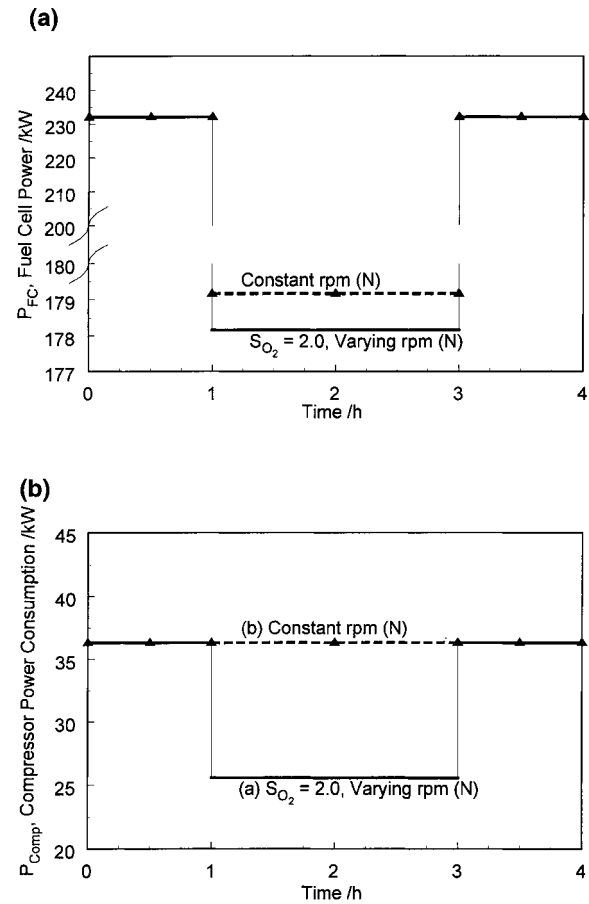 (a)
P_FC, Fuel Cell Power /kW
240
230
220
210
200
180
179
178
177
Constant rpm (N)
S_O₂ = 2.0, Varying rpm (N)
0 1 2 3 4
Time /h
(b)
P_Comp, Compressor Power Consumption /kW
45
40
35
30
25
20
(b) Constant rpm (N)
(a) S_O₂ = 2.0, Varying rpm (N)
0 1 2 3 4
Time /h